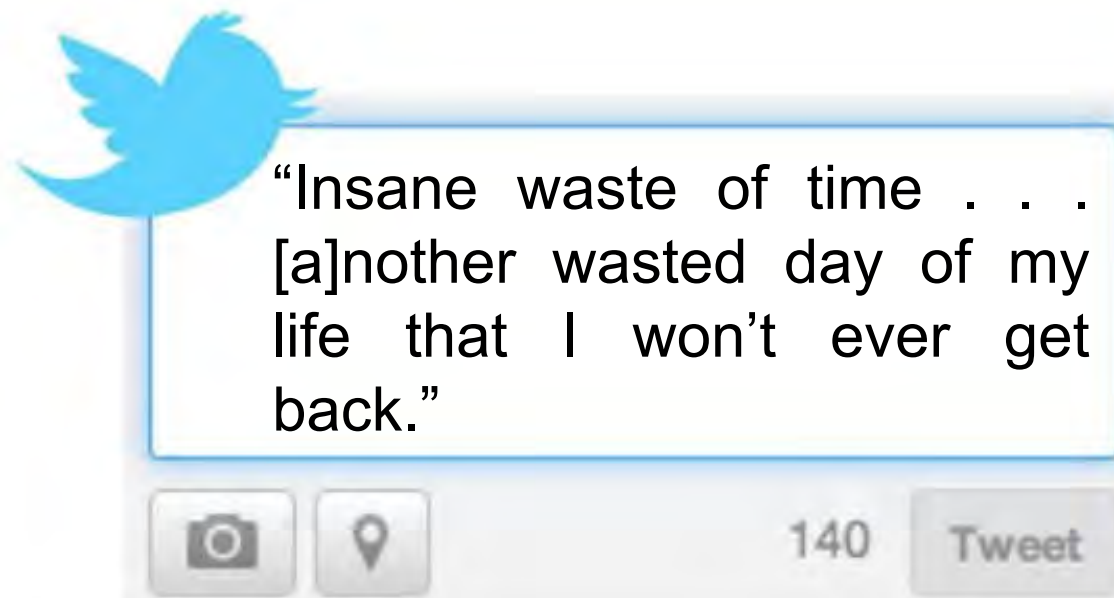 “Insane waste of time . . .
[a]nother wasted day of my
life that I won’t ever get
back.”
140 Tweet